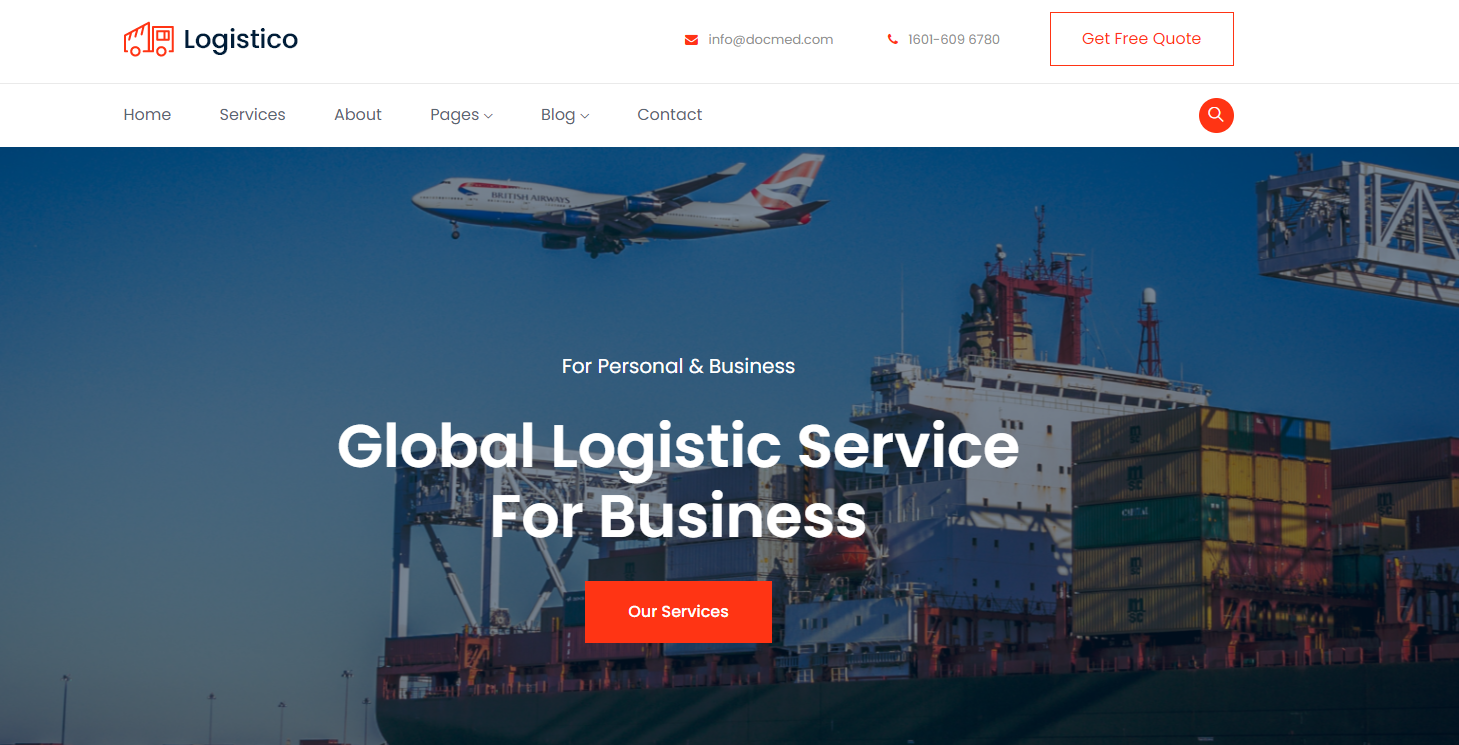 Logistico
info@docmed.com
1601-609 6780
Get Free Quote
Home
Services
About
Pages
Blog
Contact
BRITISH AIRWAYS
For Personal & Business
Global Logistic Service
For Business
Our Services